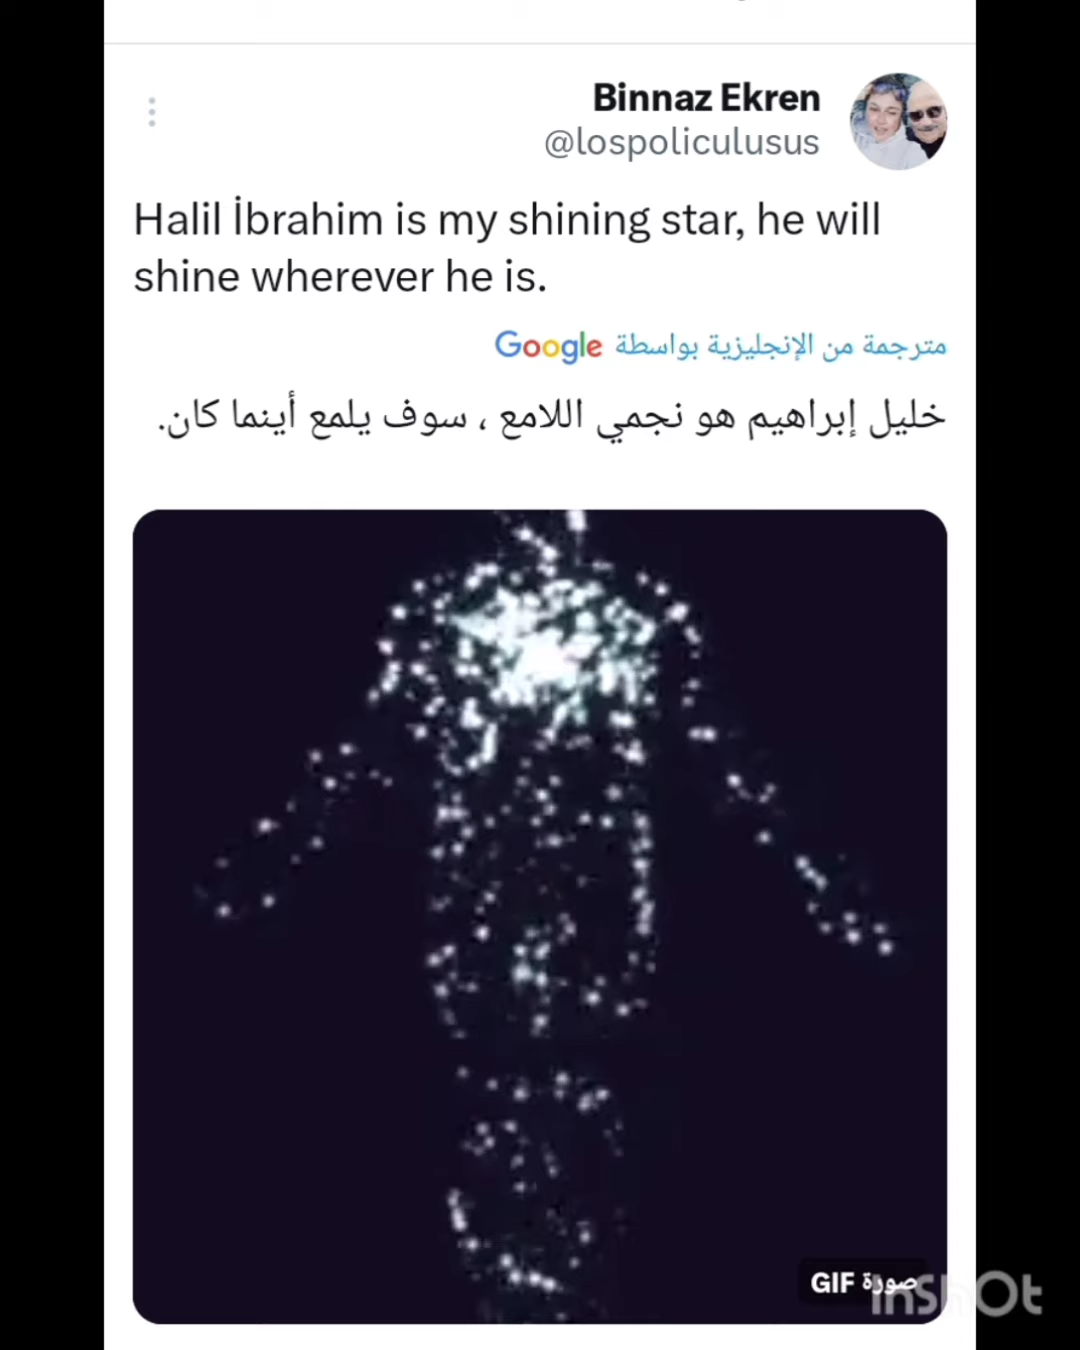 Binnaz Ekren
@lospoliculusus
Halil İbrahim is my shining star, he will
shine wherever he is.
مترجمة من الإنجليزية بواسطة Google
خليل إبراهيم هو نجمي اللامع ، سوف يلمع أينما كان.
صورة GIF
InShOt